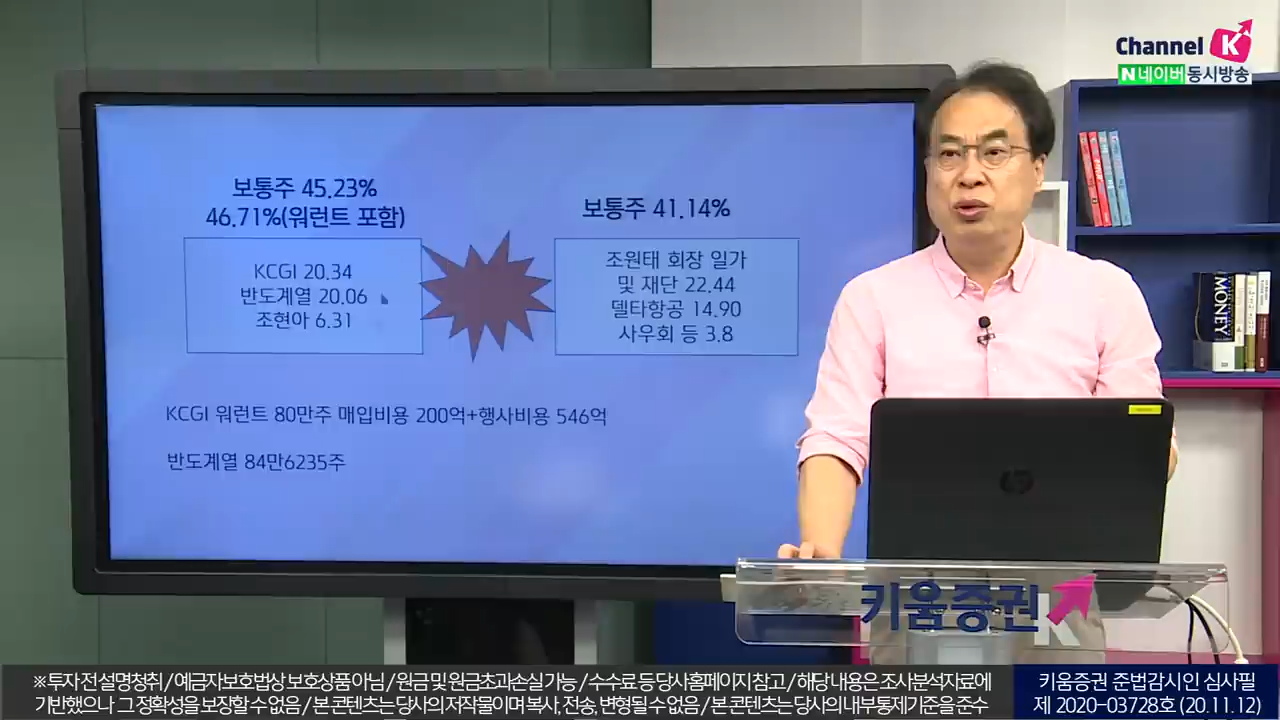 Channel K
N 네이버 동시방송
보통주 45.23%
46.71%(워런트 포함)
KCGI 20.34
반도계열 20.06
조현아 6.31
보통주 41.14%
조원태 회장 일가
및 재단 22.44
델타항공 14.90
사우회 등 3.8
KCGI 워런트 80만주 매입비용 200억+행사비용 546억
반도계열 84만6235주
MONEY
hp
키움증권
※ 투자 전 설명청취 / 예금자보호법상 보호상품 아님 / 원금 및 원금초과손실 가능 / 수수료 등 당사홈페이지 참고 / 해당 내용은 조사분석자료에
기반했으나 그 정확성을 보장할 수 없음 / 본 콘텐츠는 당사의 저작물이며 복사, 전송, 변형될 수 없음 / 본 콘텐츠는 당사의 내부통제기준을 준수
키움증권 준법감시인 심사필
제 2020-03728호 (20.11.12)